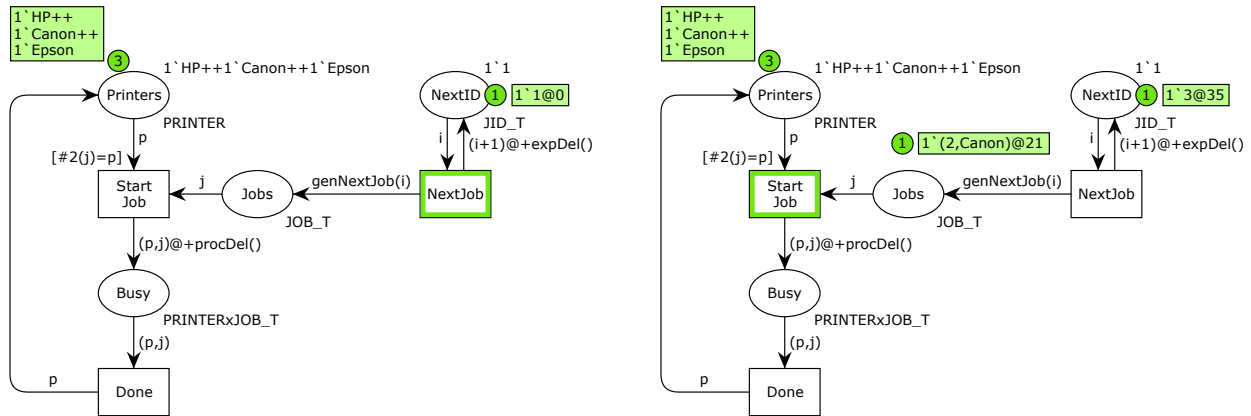 1`HP++
1`Canon++
1`Epson
3
1`HP++1`Canon++1`Epson
Printers
PRINTER
1`1
NextID
1
1`1@0
JID_T
p
i
(i+1)@+expDel()
[#2(j)=p]
Start
Job
j
Jobs
JOB_T
genNextJob(i)
NextJob
(p,j)@+procDel()
Busy
PRINTERxJOB_T
(p,j)
p
Done
1`HP++
1`Canon++
1`Epson
3
1`HP++1`Canon++1`Epson
Printers
PRINTER
1`1
NextID
1
1`3@35
JID_T
p
i
(i+1)@+expDel()
1
1`(2,Canon)@21
[#2(j)=p]
Start
Job
j
Jobs
JOB_T
genNextJob(i)
NextJob
(p,j)@+procDel()
Busy
PRINTERxJOB_T
(p,j)
p
Done